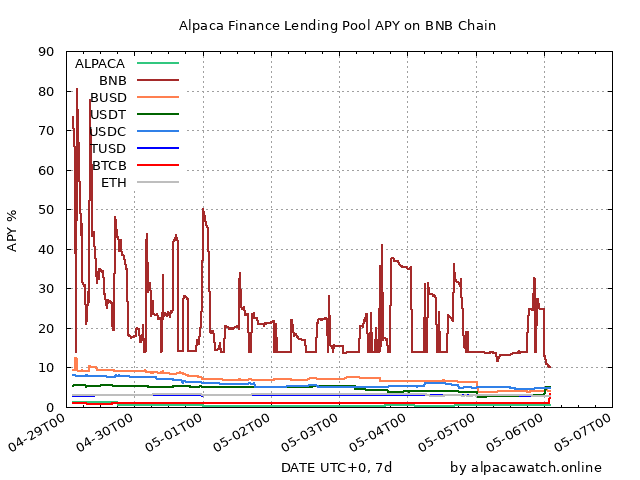 Alpaca Finance Lending Pool APY on BNB Chain
APY %
90
80
70
60
50
40
30
20
10
0
ALPACA
BNB
BUSD
USDT
USDC
TUSD
BTCB
ETH
04-29T00
04-30T00
05-01T00
05-02T00
05-03T00
05-04T00
05-05T00
05-06T00
05-07T00
DATE UTC+0, 7d
by alpacawatch.online